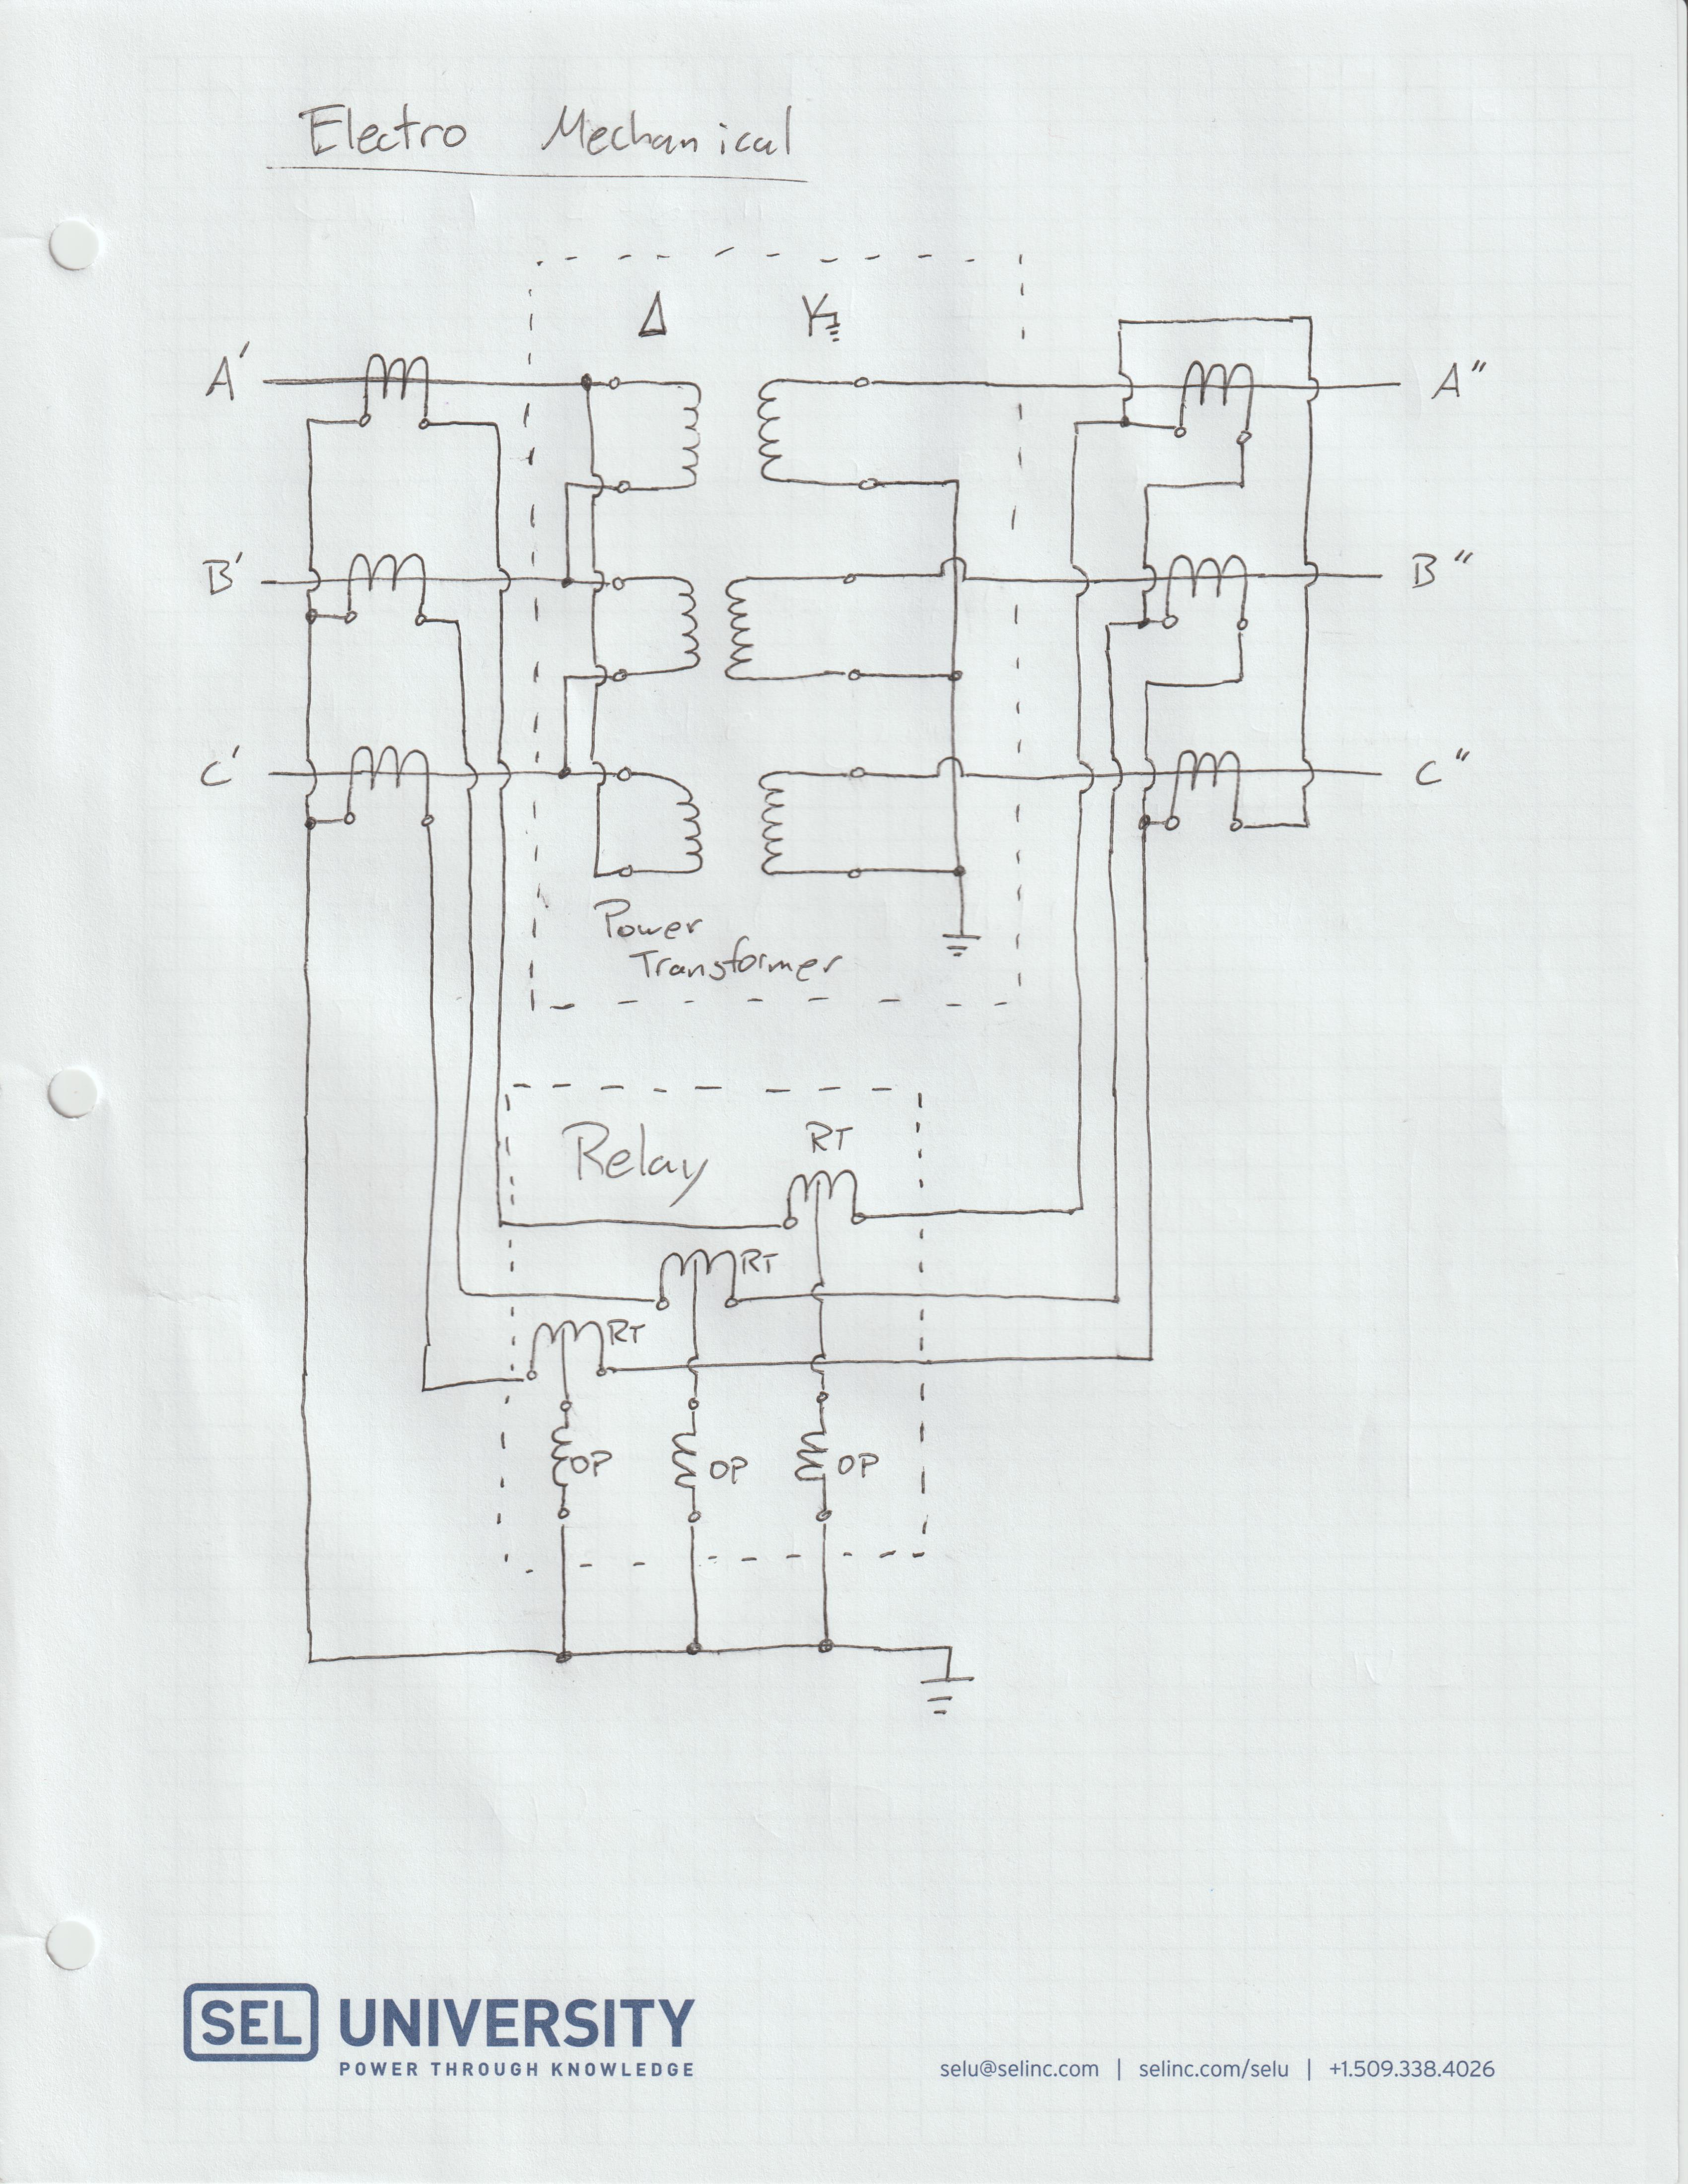 Electro Mechanical
Δ Y
A′ A″
B′ B″
C′ C″
Power
Transformer
Relay RT
RT
RT
OP OP OP
SEL UNIVERSITY
POWER THROUGH KNOWLEDGE
selu@selinc.com | selinc.com/selu | +1.509.338.4026